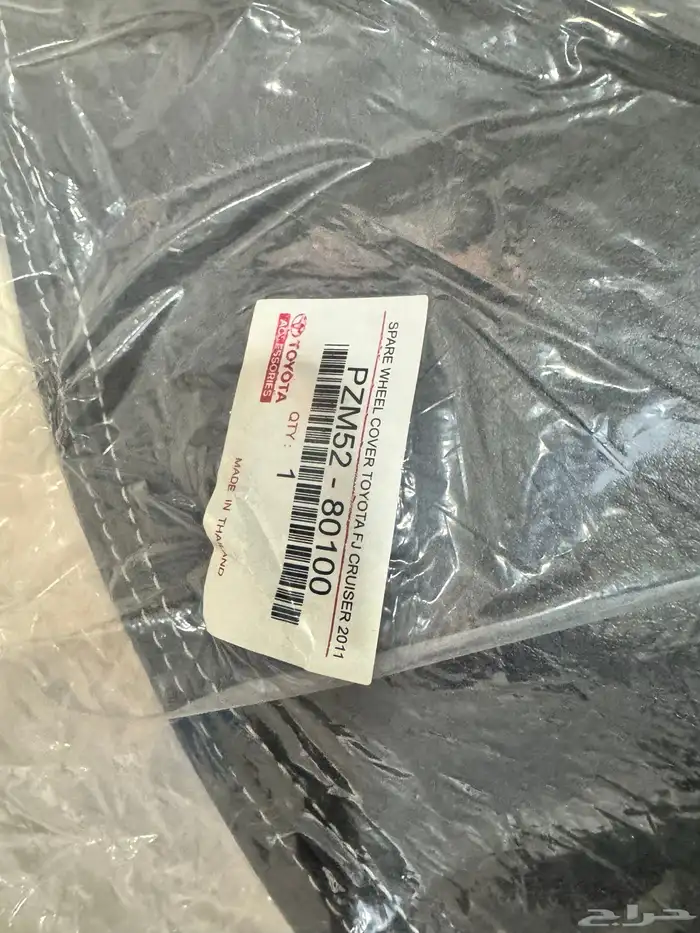 SPARE WHEEL COVER TOYOTA FJ CRUISER 2011
PZM52 - 80100
TOYOTA
ACCESSORIES
QTY : 1
MADE IN THAILAND
حراج